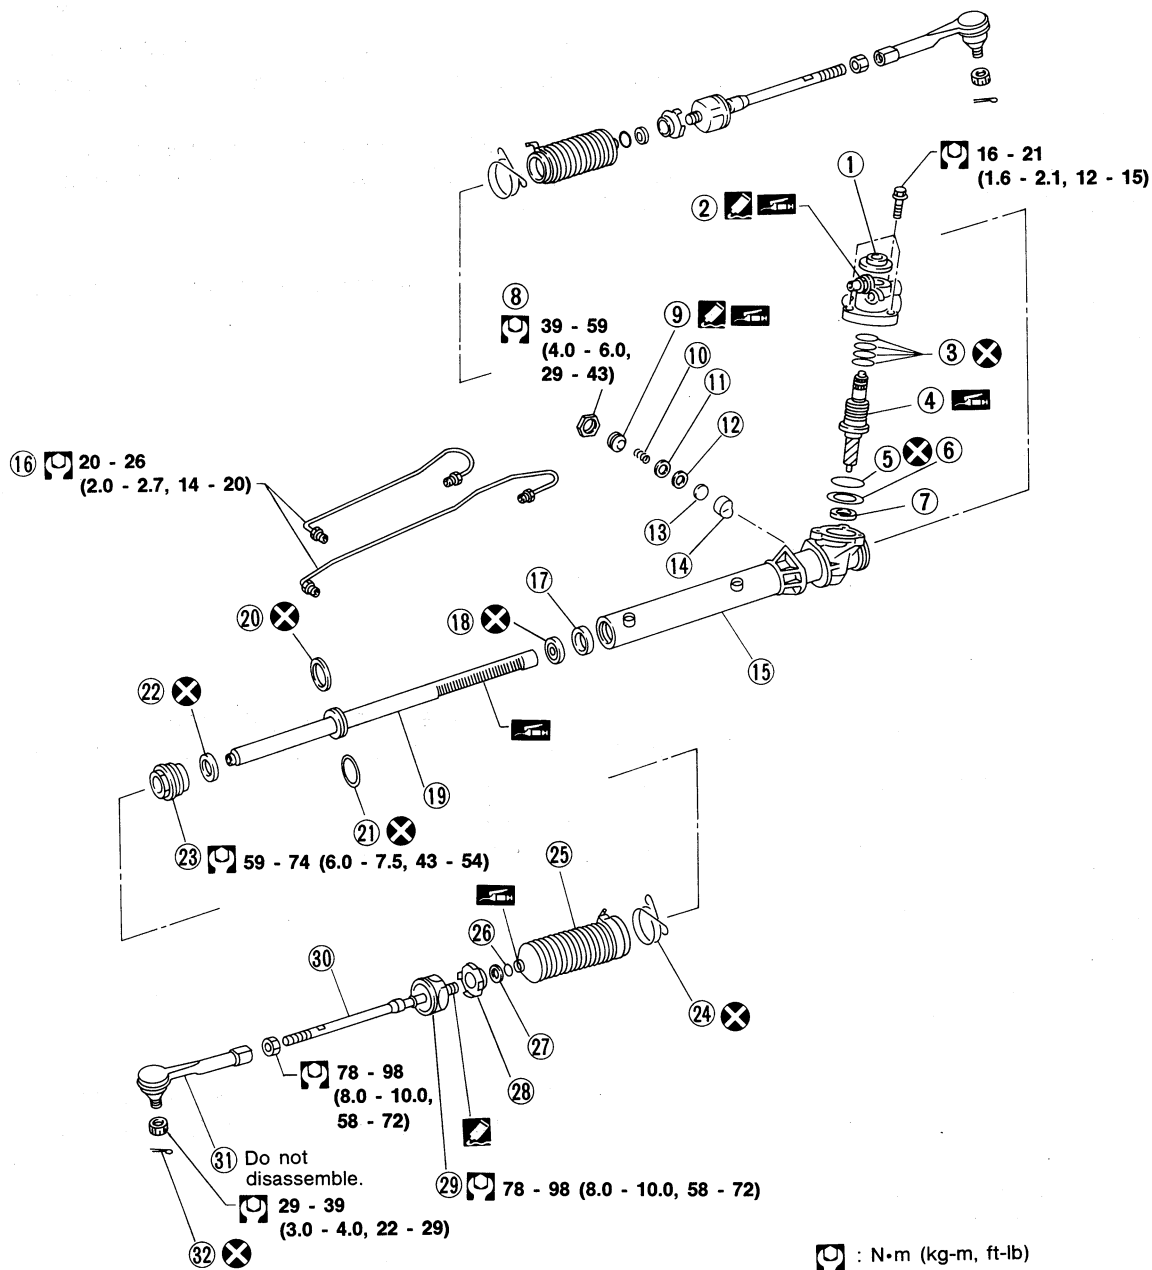 16 - 21
(1.6 - 2.1, 12 - 15)
1
2
8
39 - 59
(4.0 - 6.0,
29 - 43)
9
10
11
12
3
4
5
6
7
13
14
16
20 - 26
(2.0 - 2.7, 14 - 20)
17
18
20
15
22
19
21
23
59 - 74 (6.0 - 7.5, 43 - 54)
25
26
30
24
27
28
78 - 98
(8.0 - 10.0,
58 - 72)
31 Do not
disassemble.
29
78 - 98 (8.0 - 10.0, 58 - 72)
29 - 39
(3.0 - 4.0, 22 - 29)
32
: N•m (kg-m, ft-lb)